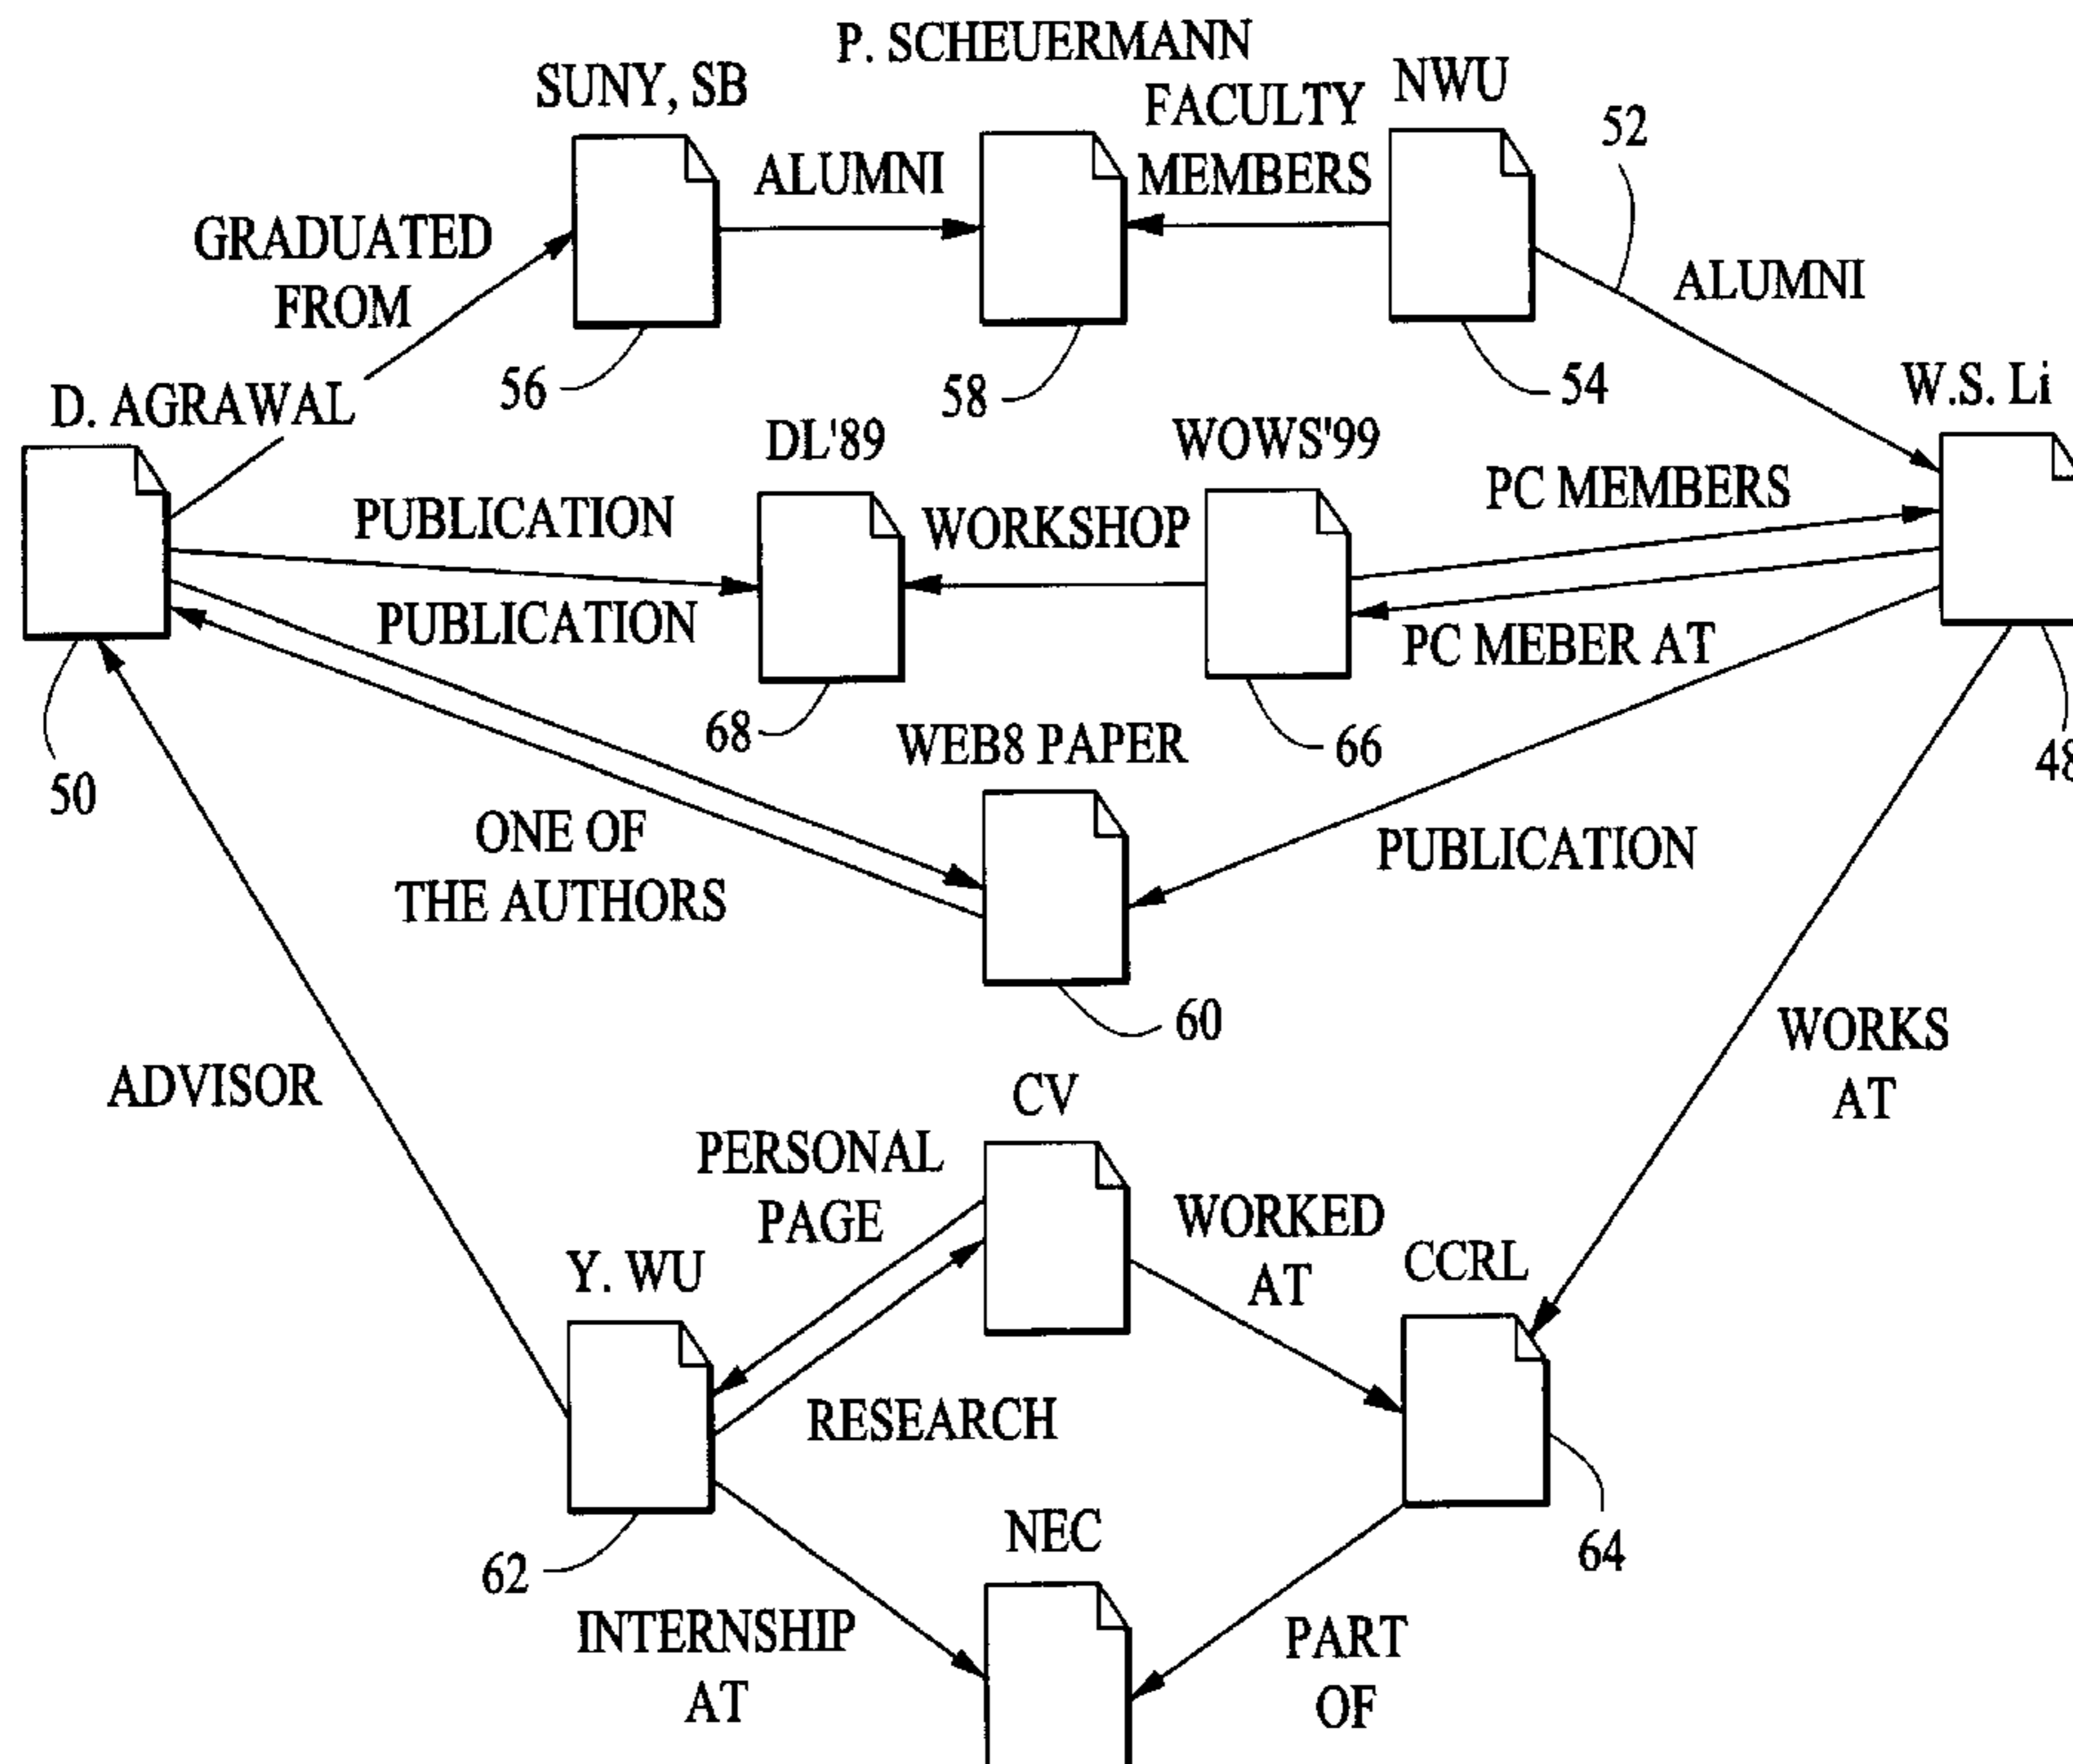 P. SCHEUERMANN
SUNY, SB
FACULTY
MEMBERS
NWU
52
ALUMNI
ALUMNI
GRADUATED
FROM
56
58
54
D. AGRAWAL
W.S. Li
DL'89
WOWS'99
PC MEMBERS
PUBLICATION
WORKSHOP
PUBLICATION
PC MEBER AT
68
66
48
50
WEB8 PAPER
ONE OF
THE AUTHORS
PUBLICATION
60
WORKS
AT
ADVISOR
CV
PERSONAL
PAGE
WORKED
AT
Y. WU
CCRL
RESEARCH
62
NEC
64
INTERNSHIP
AT
PART
OF